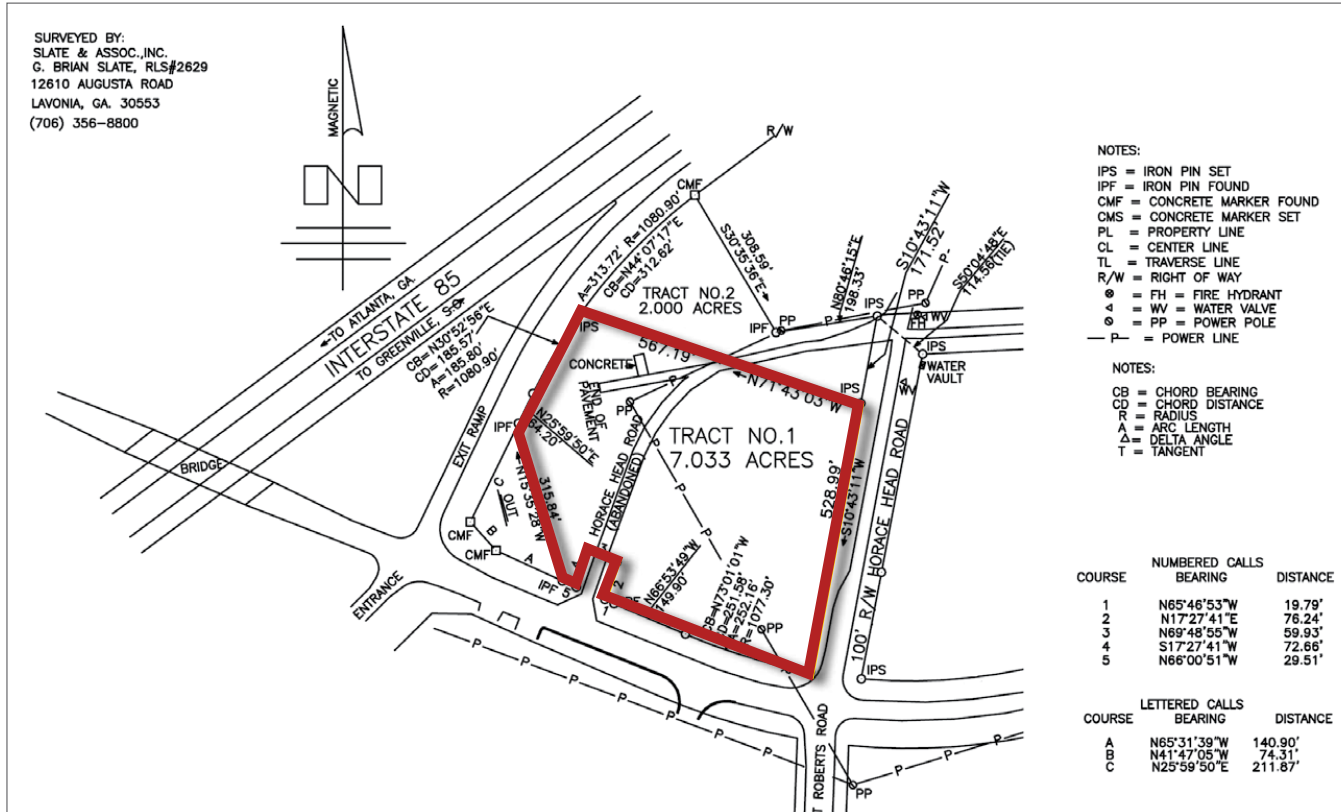 SURVEYED BY:
SLATE & ASSOC.,INC.
G. BRIAN SLATE, RLS#2629
12610 AUGUSTA ROAD
LAVONIA, GA. 30553
(706) 356-8800
MAGNETIC
N
R/W
CMF
A=313.72' R=1080.90'
CB=N44°07'17"E
CD=312.62'
308.59'
S30°35'36"E
TRACT NO.2
2.000 ACRES
N80°46'15"E
198.33'
S10°43'11"W
171.52'
S50°04'48"E
114.56(TIE)
P-
PP
IPS
WV
FH
IPF
PP
P
IPS
WATER
VAULT
WV
TO ATLANTA, GA.
INTERSTATE 85
TO GREENVILLE, S.C.
CB= N30°52'56"E
CD= 185.57'
A=185.80'
R=1080.90'
IPS
567.19'
N71°43'03"W
CONCRETE
P
END OF
PAVEMENT
PP
IPS
N25°59'50"E
64.20'
IPF
TRACT NO.1
7.033 ACRES
HORACE HEAD ROAD
(ABANDONED)
P
P
528.99'
S10°43'11"W
100' R/W HORACE HEAD ROAD
N15°35'28"W
315.84'
C OUT
EXIT RAMP
BRIDGE
CMF
B
CMF
A
IPF
5
1
2
N66°53'49"W
149.90'
CB=N73°01'01"W
CD=251.58'
A=252.16'
R=1077.30'
PP
IPS
ENTRANCE
P
P
P
P
P
P
P
P
P
P
PP
T ROBERTS ROAD
NOTES:
IPS = IRON PIN SET
IPF = IRON PIN FOUND
CMF = CONCRETE MARKER FOUND
CMS = CONCRETE MARKER SET
PL = PROPERTY LINE
CL = CENTER LINE
TL = TRAVERSE LINE
R/W = RIGHT OF WAY
= FH = FIRE HYDRANT
= WV = WATER VALVE
= PP = POWER POLE
— P — = POWER LINE
NOTES:
CB = CHORD BEARING
CD = CHORD DISTANCE
R = RADIUS
A = ARC LENGTH
Δ= DELTA ANGLE
T = TANGENT
NUMBERED CALLS
COURSE BEARING DISTANCE
1 N65°46'53"W 19.79'
2 N17°27'41"E 76.24'
3 N69°48'55"W 59.93'
4 S17°27'41"W 72.66'
5 N66°00'51"W 29.51'
LETTERED CALLS
COURSE BEARING DISTANCE
A N65°31'39"W 140.90'
B N41°47'05"W 74.31'
C N25°59'50"E 211.87'